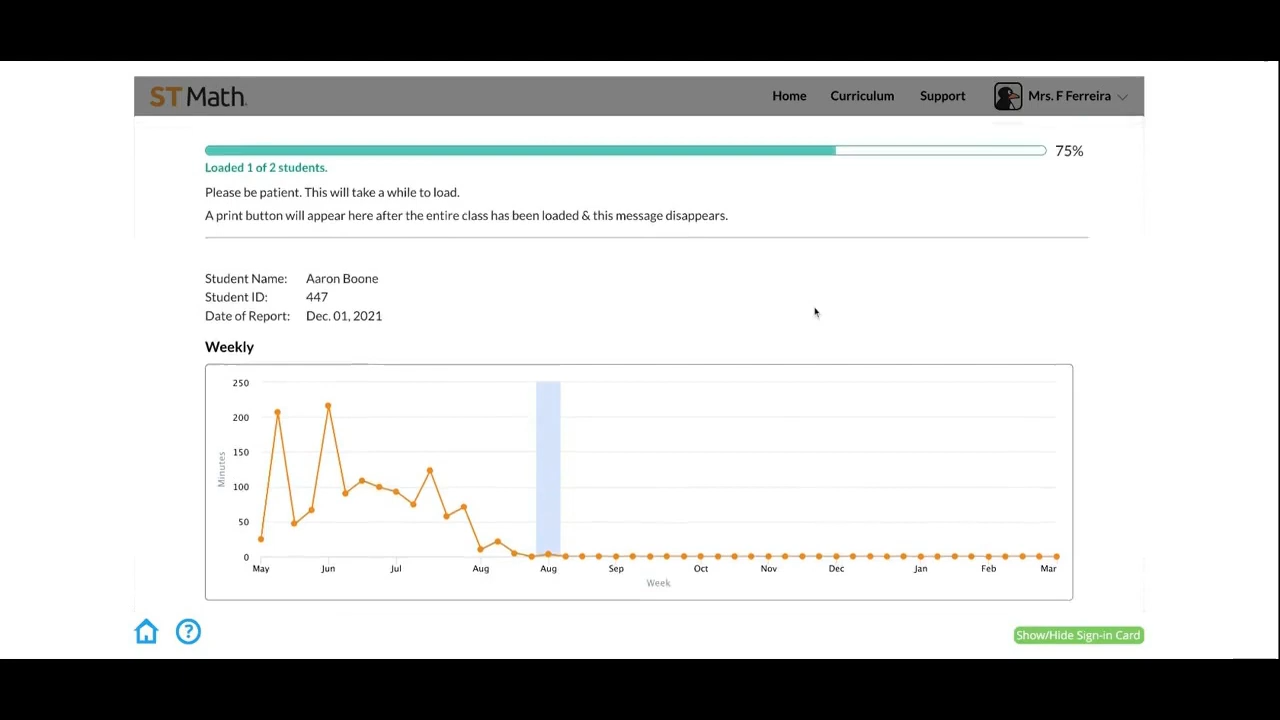 ST Math.
Home Curriculum Support Mrs. F Ferreira
75%
Loaded 1 of 2 students.
Please be patient. This will take a while to load.
A print button will appear here after the entire class has been loaded & this message disappears.
Student Name: Aaron Boone
Student ID: 447
Date of Report: Dec. 01, 2021
Weekly
250
200
150
100
50
0
Minutes
May Jun Jul Aug Aug Sep Oct Nov Dec Jan Feb Mar
Week
?
Show/Hide Sign-in Card